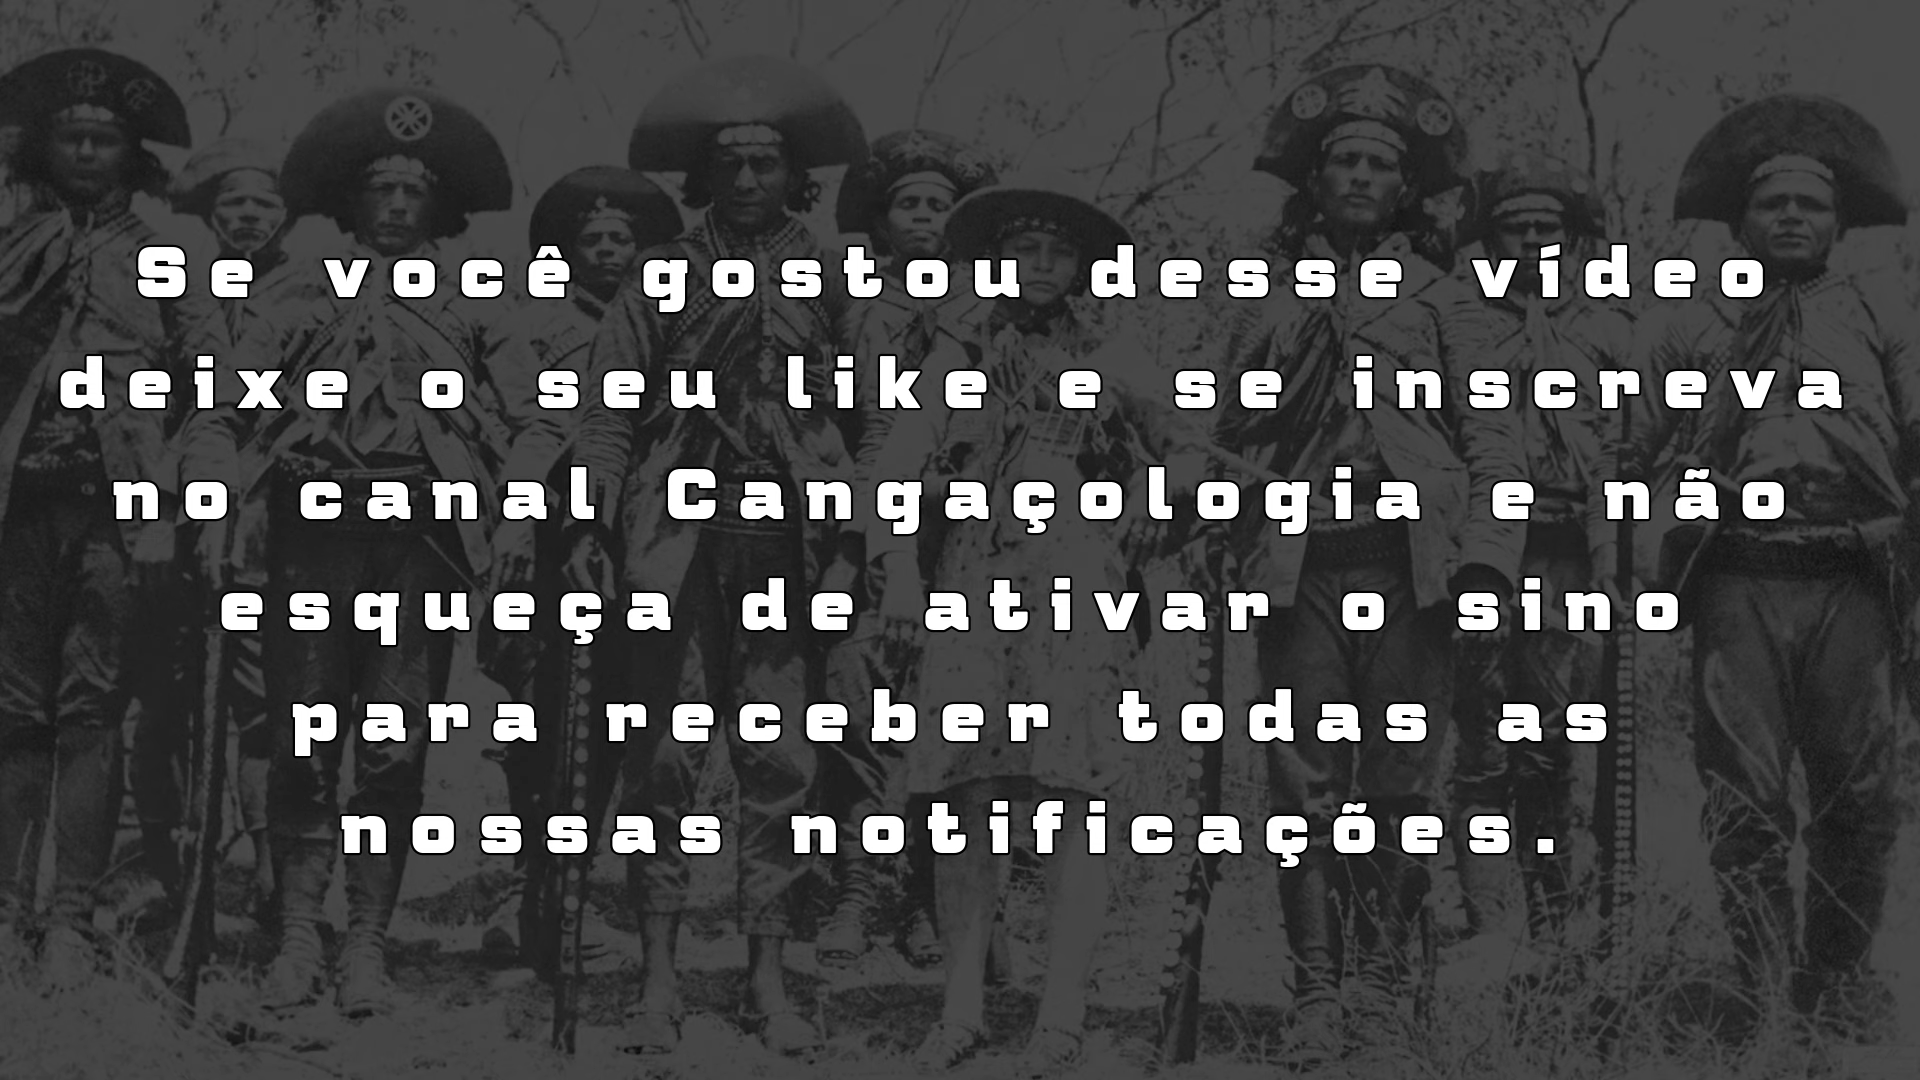 Se você gostou desse vídeo
deixe o seu like e se inscreva
no canal Cangaçologia e não
esqueça de ativar o sino
para receber todas as
nossas notificações.